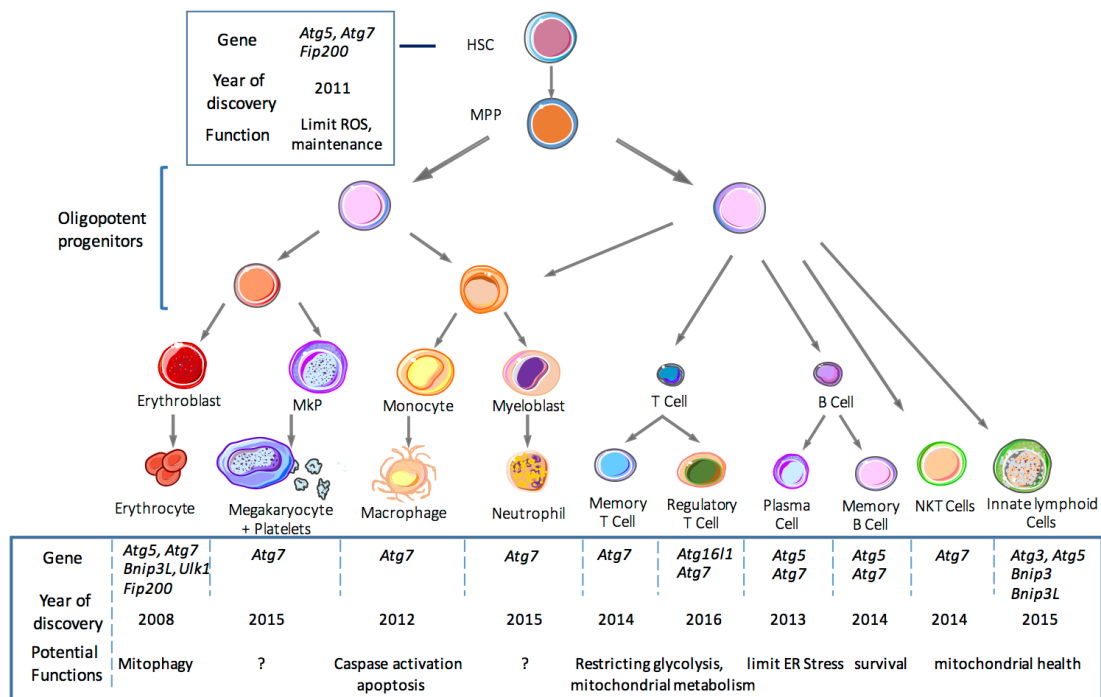 Gene
Atg5, Atg7
Fip200
Year of
discovery
2011
Function
Limit ROS,
maintenance
HSC
MPP
Oligopotent
progenitors
Erythroblast
MkP
Monocyte
Myeloblast
T Cell
B Cell
Erythrocyte
Megakaryocyte
+ Platelets
Macrophage
Neutrophil
Memory
T Cell
Regulatory
T Cell
Plasma
Cell
Memory
B Cell
NKT Cells
Innate lymphoid
Cells
Gene
Atg5, Atg7
Bnip3L, Ulk1
Fip200
Atg7
Atg7
Atg7
Atg7
Atg16l1
Atg7
Atg5
Atg7
Atg5
Atg7
Atg7
Atg3, Atg5
Bnip3
Bnip3L
Year of
discovery
2008
2015
2012
2015
2014
2016
2013
2014
2014
2015
Potential
Functions
Mitophagy
?
Caspase activation
apoptosis
?
Restricting glycolysis,
mitochondrial metabolism
limit ER Stress
survival
mitochondrial health